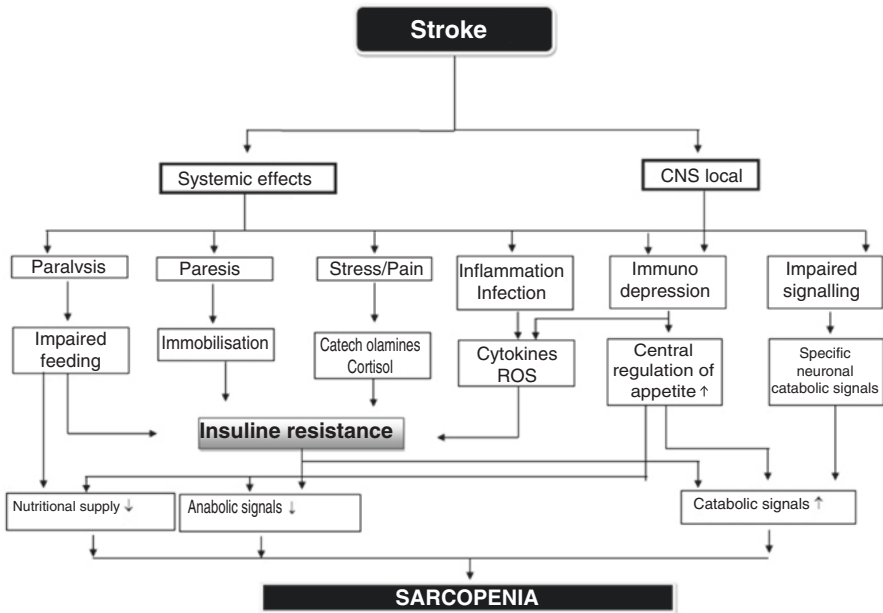 Stroke
Systemic effects
CNS local
Paralvsis
Paresis
Stress/Pain
Inflammation
Infection
Immuno
depression
Impaired
signalling
Impaired
feeding
Immobilisation
Catech olamines
Cortisol
Cytokines
ROS
Central
regulation of
appetite ↑
Specific
neuronal
catabolic signals
Insuline resistance
Nutritional supply ↓
Anabolic signals ↓
Catabolic signals ↑
SARCOPENIA